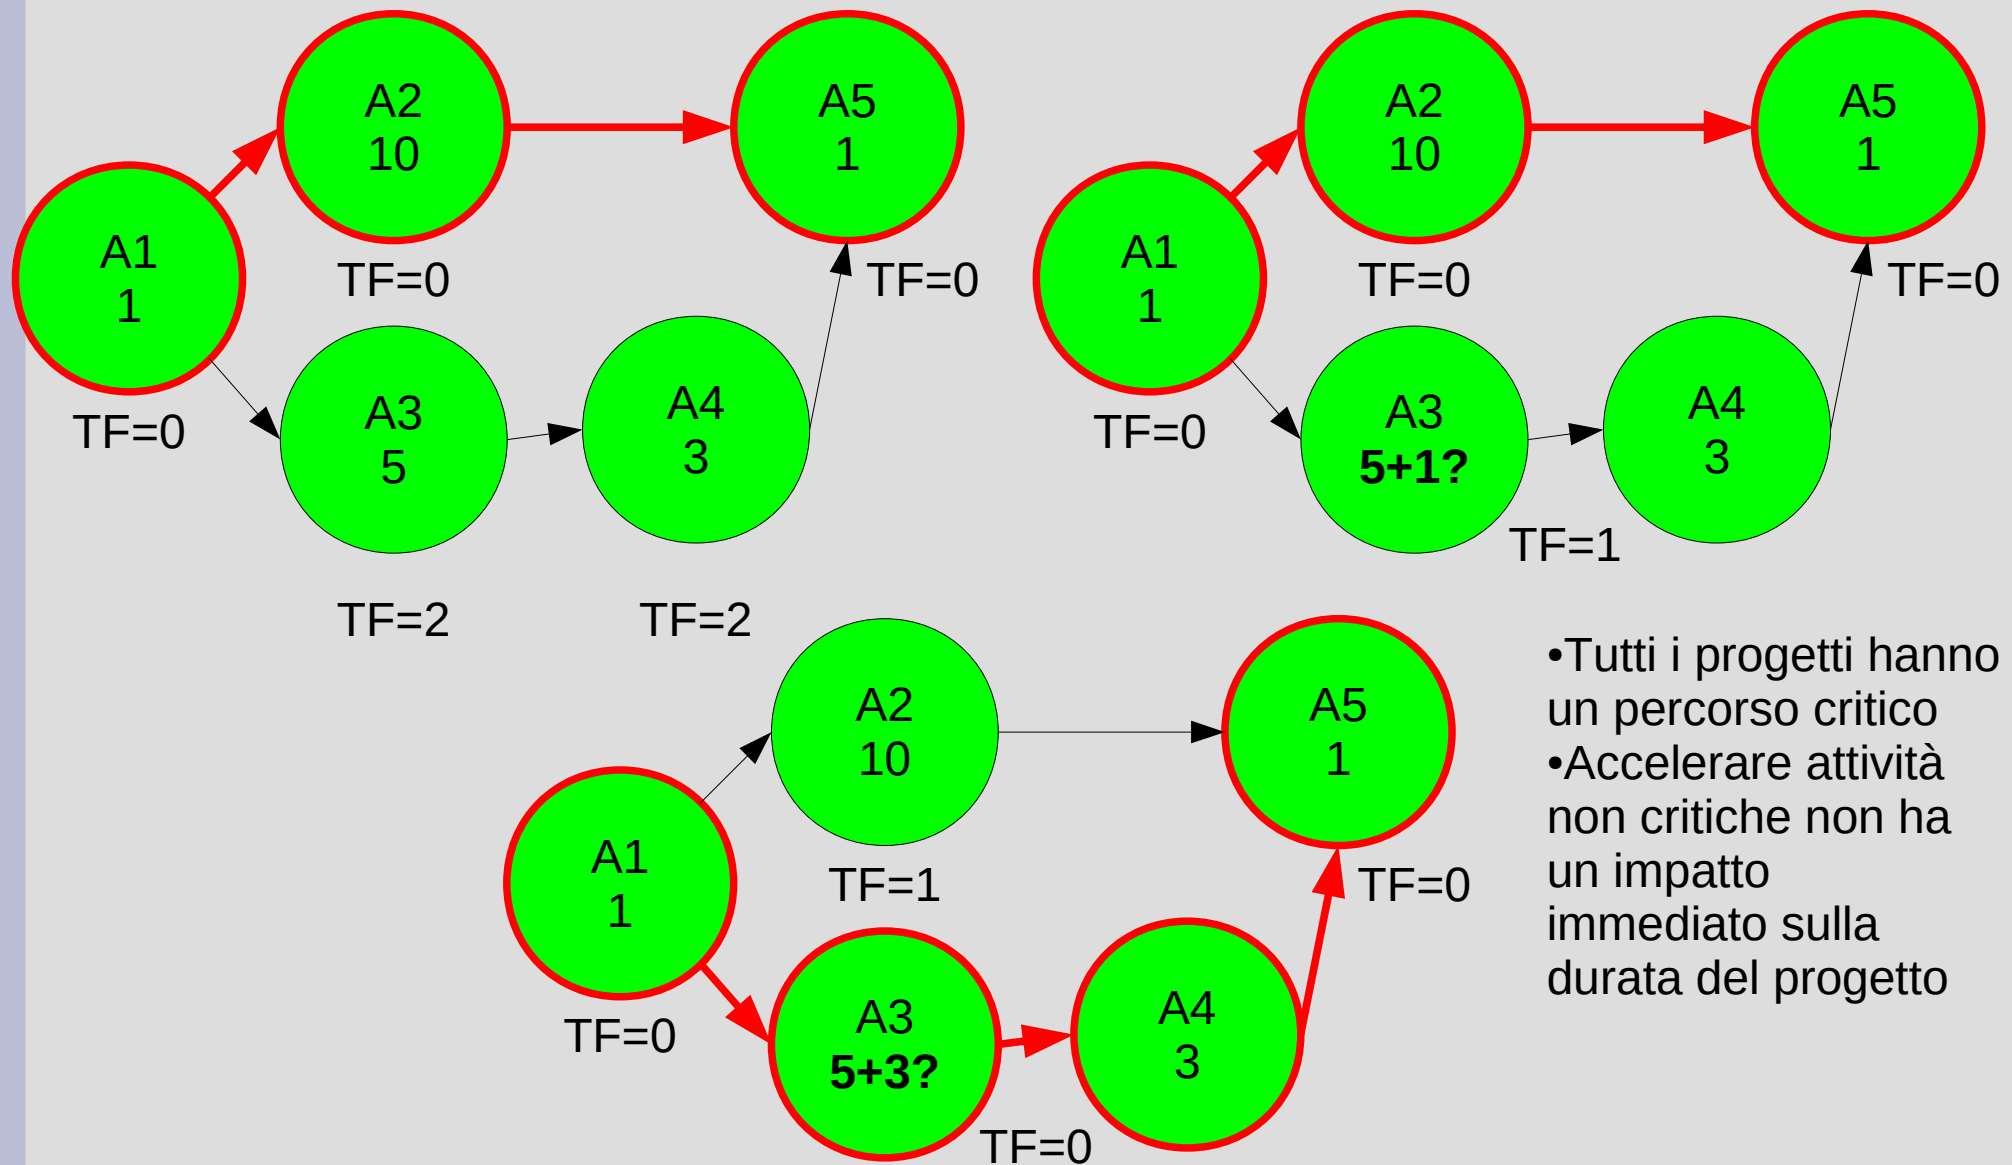 A2
10
A5
1
A1
1
TF=0
TF=0
TF=0
A3
5
A4
3
TF=2
TF=2
A2
10
A5
1
A1
1
TF=0
TF=0
TF=0
A3
5+1?
A4
3
TF=1
A2
10
A5
1
A1
1
TF=1
TF=0
TF=0
A3
5+3?
A4
3
TF=0
•Tutti i progetti hanno
un percorso critico
•Accelerare attività
non critiche non ha
un impatto
immediato sulla
durata del progetto